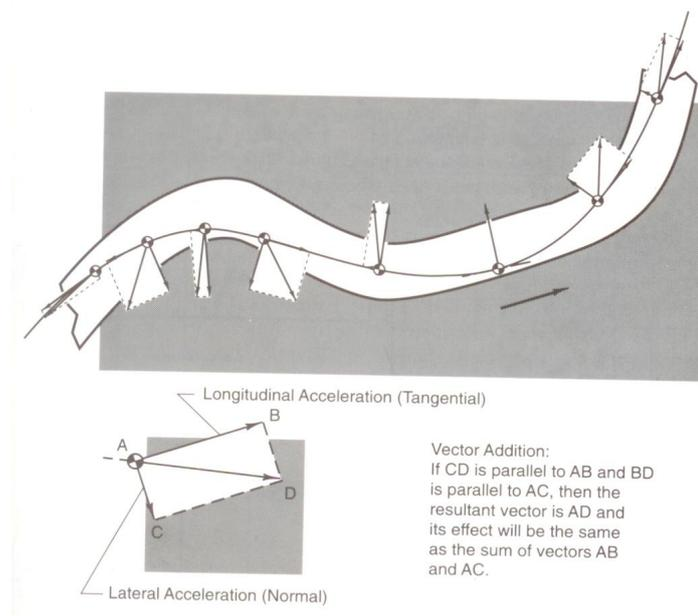 Longitudinal Acceleration (Tangential)
B
A
D
C
Lateral Acceleration (Normal)
Vector Addition:
If CD is parallel to AB and BD
is parallel to AC, then the
resultant vector is AD and
its effect will be the same
as the sum of vectors AB
and AC.